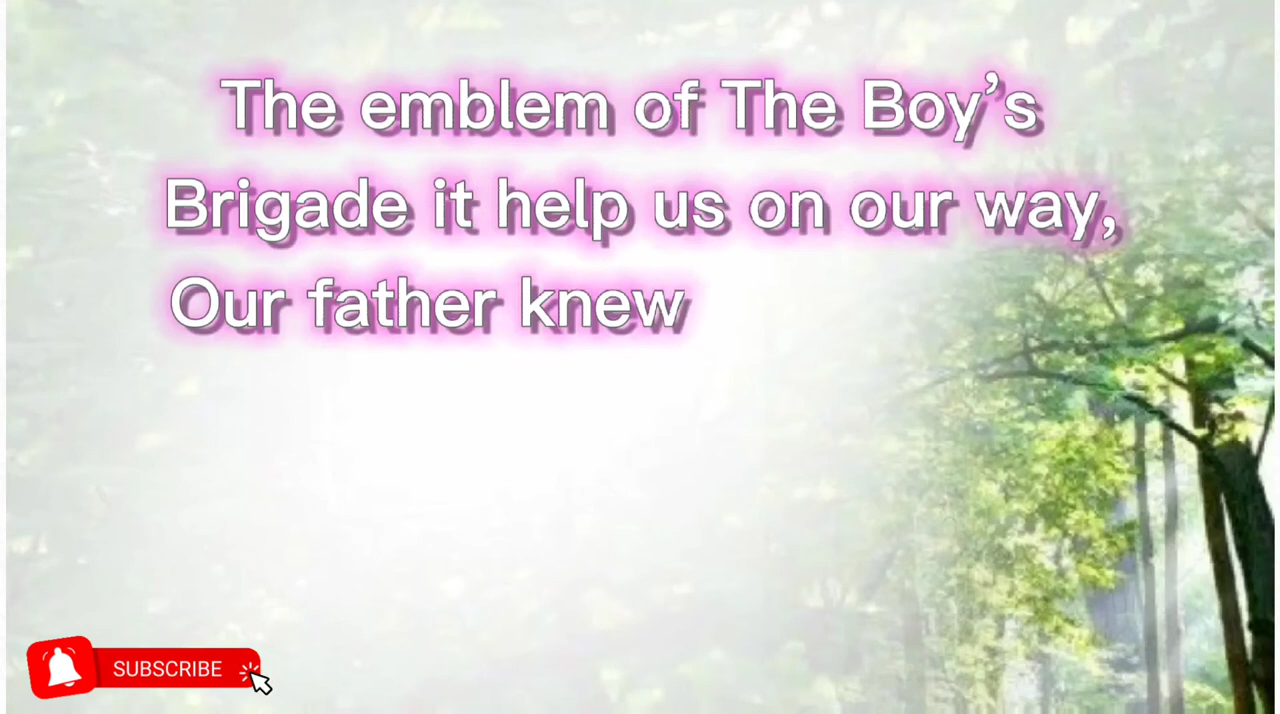 The emblem of The Boy’s
Brigade it help us on our way,
Our father knew
SUBSCRIBE